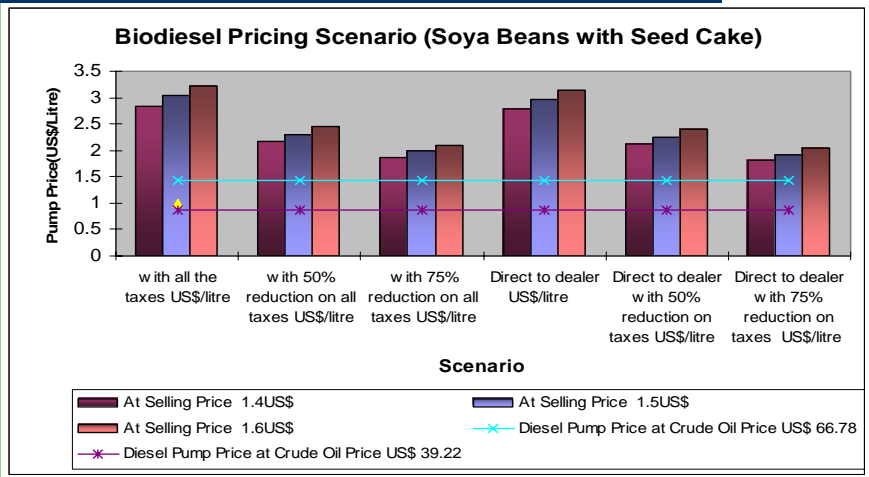 Biodiesel Pricing Scenario (Soya Beans with Seed Cake)
3.5
3
2.5
2
1.5
1
0.5
0
Pump Price(US$/Litre)
with all the
taxes US$/litre
with 50%
reduction on all
taxes US$/litre
with 75%
reduction on all
taxes US$/litre
Direct to dealer
US$/litre
Direct to dealer
with 50%
reduction on
taxes US$/litre
Direct to dealer
with 75%
reduction on
taxes US$/litre
Scenario
At Selling Price 1.4US$
At Selling Price 1.5US$
At Selling Price 1.6US$
Diesel Pump Price at Crude Oil Price US$ 66.78
Diesel Pump Price at Crude Oil Price US$ 39.22